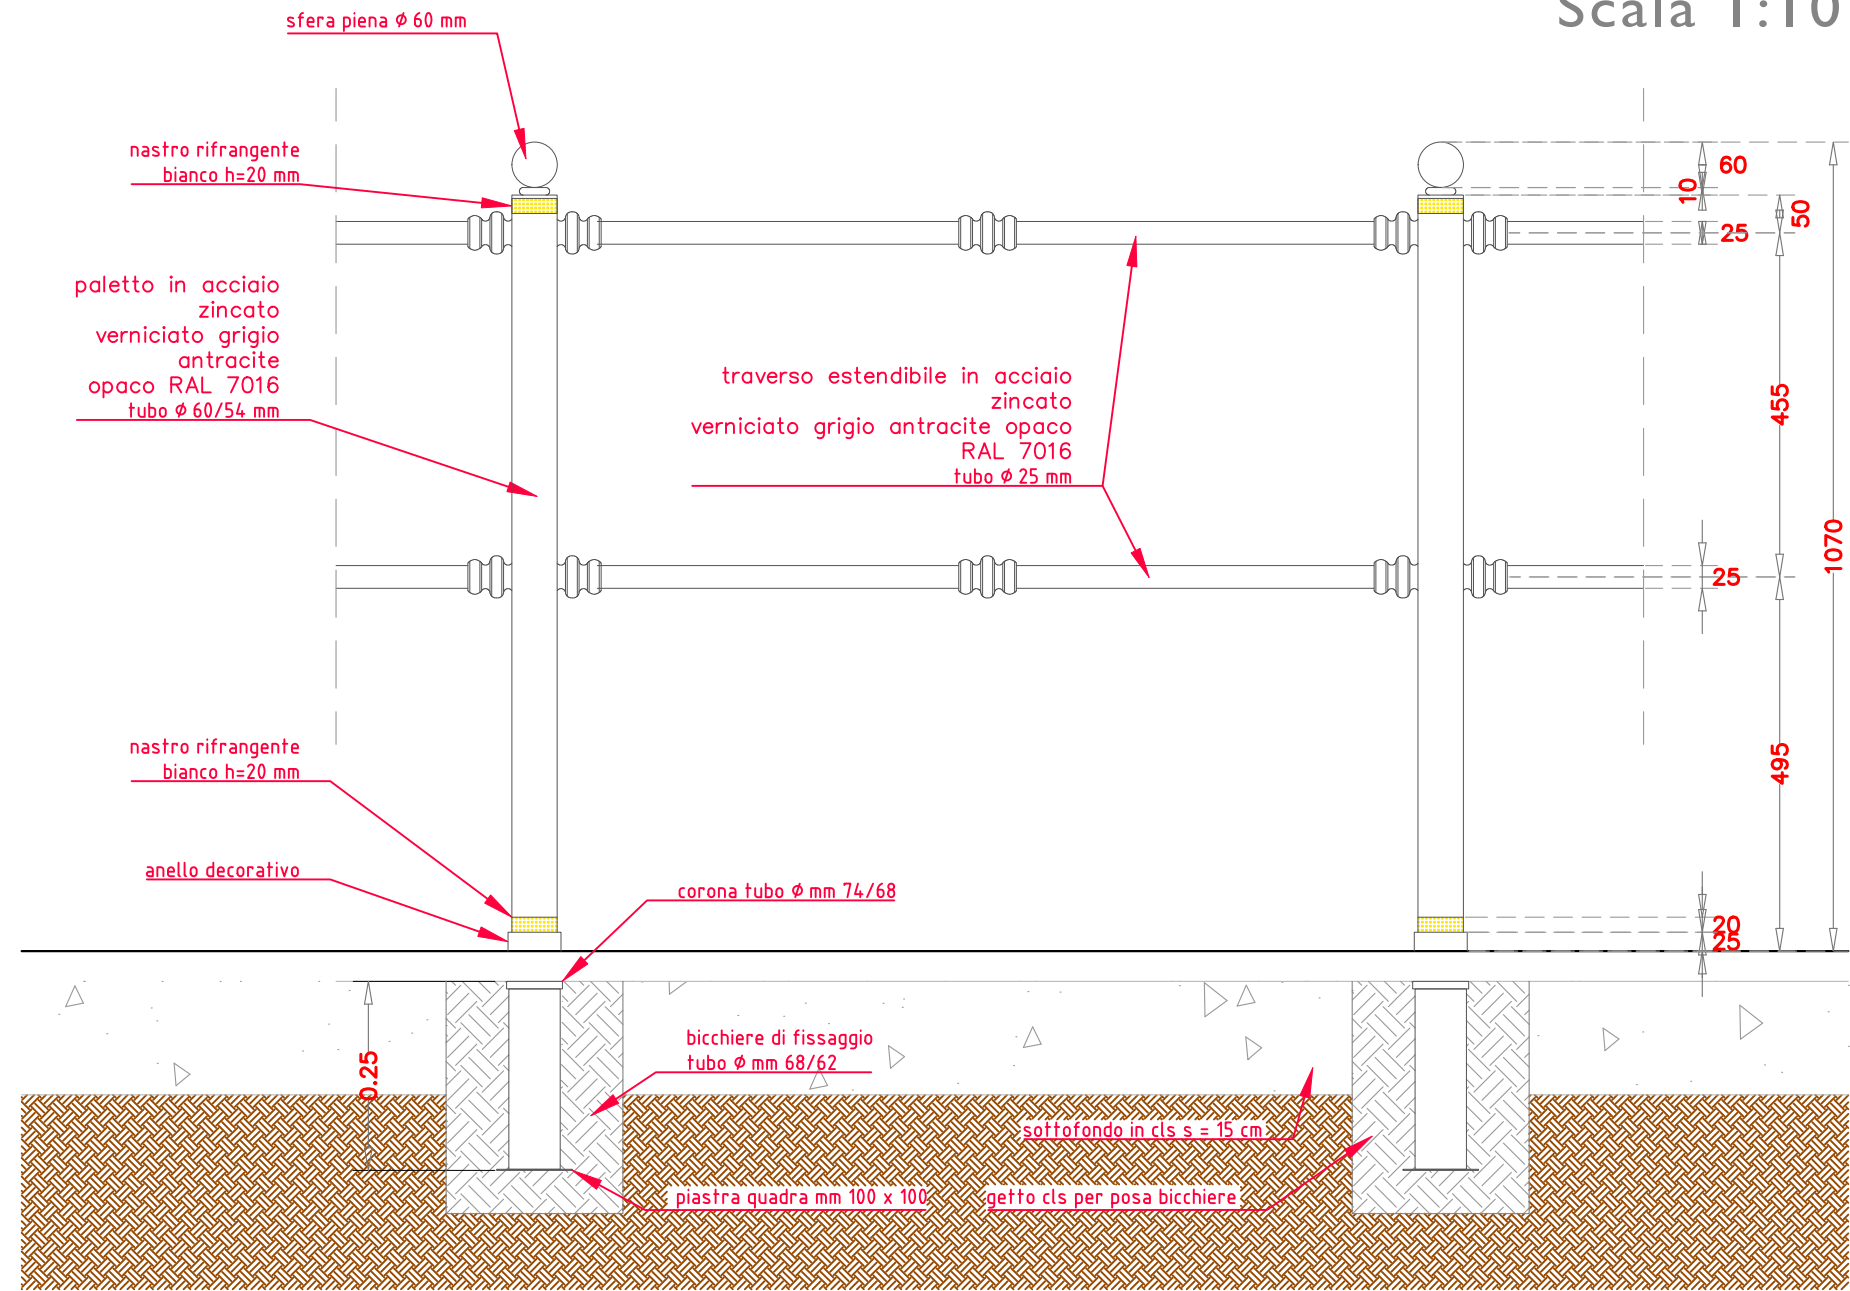 Scala 1:10
sfera piena Ø 60 mm
nastro rifrangente
bianco h=20 mm
paletto in acciaio
zincato
verniciato grigio
antracite
opaco RAL 7016
tubo Ø 60/54 mm
traverso estendibile in acciaio
zincato
verniciato grigio antracite opaco
RAL 7016
tubo Ø 25 mm
nastro rifrangente
bianco h=20 mm
anello decorativo
corona tubo Ø mm 74/68
bicchiere di fissaggio
tubo Ø mm 68/62
sottofondo in cls s = 15 cm
piastra quadra mm 100 x 100
getto cls per posa bicchiere
0.25
60
10
50
25
455
1070
25
495
20
25